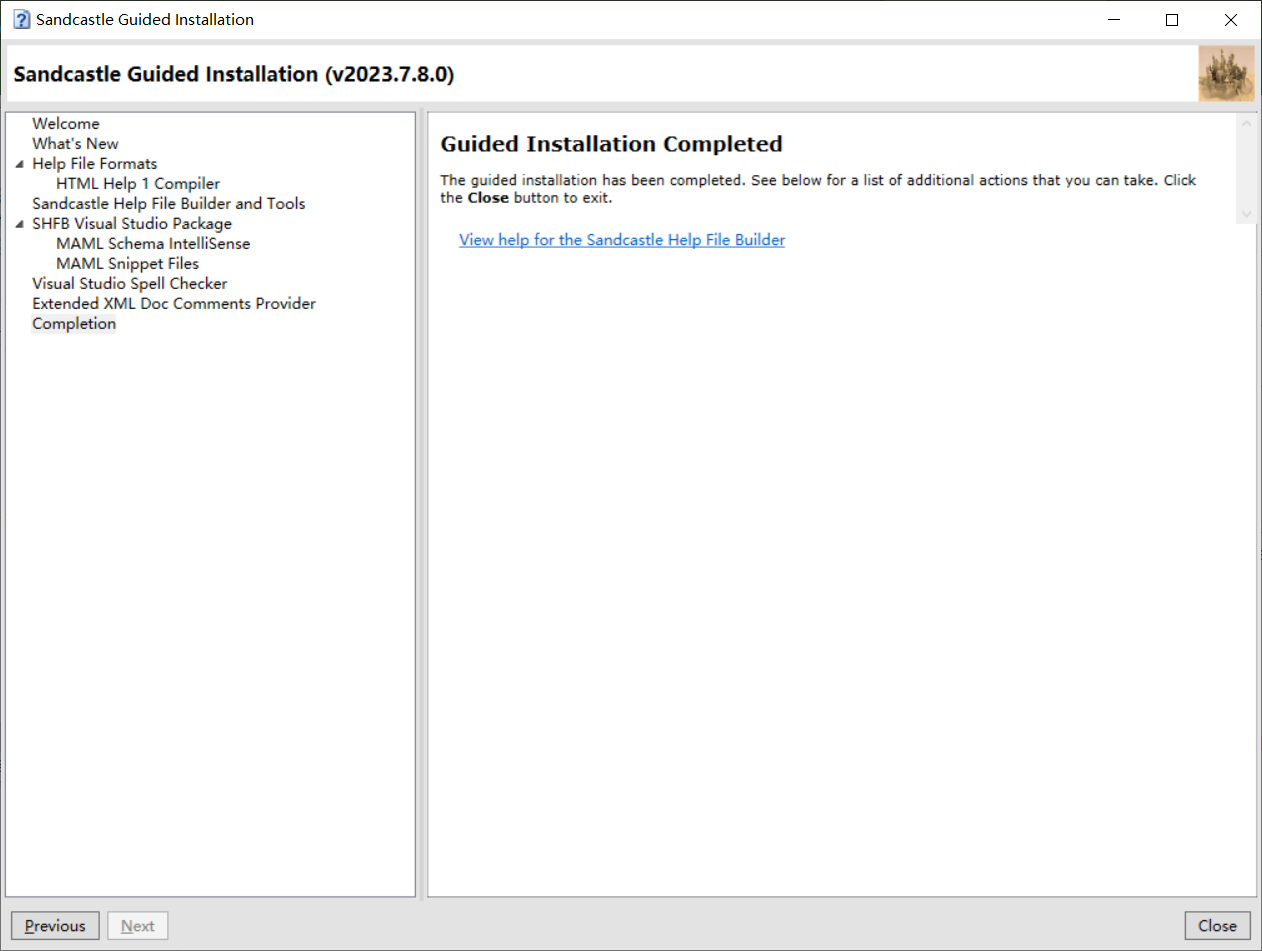 Sandcastle Guided Installation
Sandcastle Guided Installation (v2023.7.8.0)
Welcome
What's New
Help File Formats
HTML Help 1 Compiler
Sandcastle Help File Builder and Tools
SHFB Visual Studio Package
MAML Schema IntelliSense
MAML Snippet Files
Visual Studio Spell Checker
Extended XML Doc Comments Provider
Completion
Guided Installation Completed
The guided installation has been completed. See below for a list of additional actions that you can take. Click
the Close button to exit.
View help for the Sandcastle Help File Builder
Previous
Next
Close